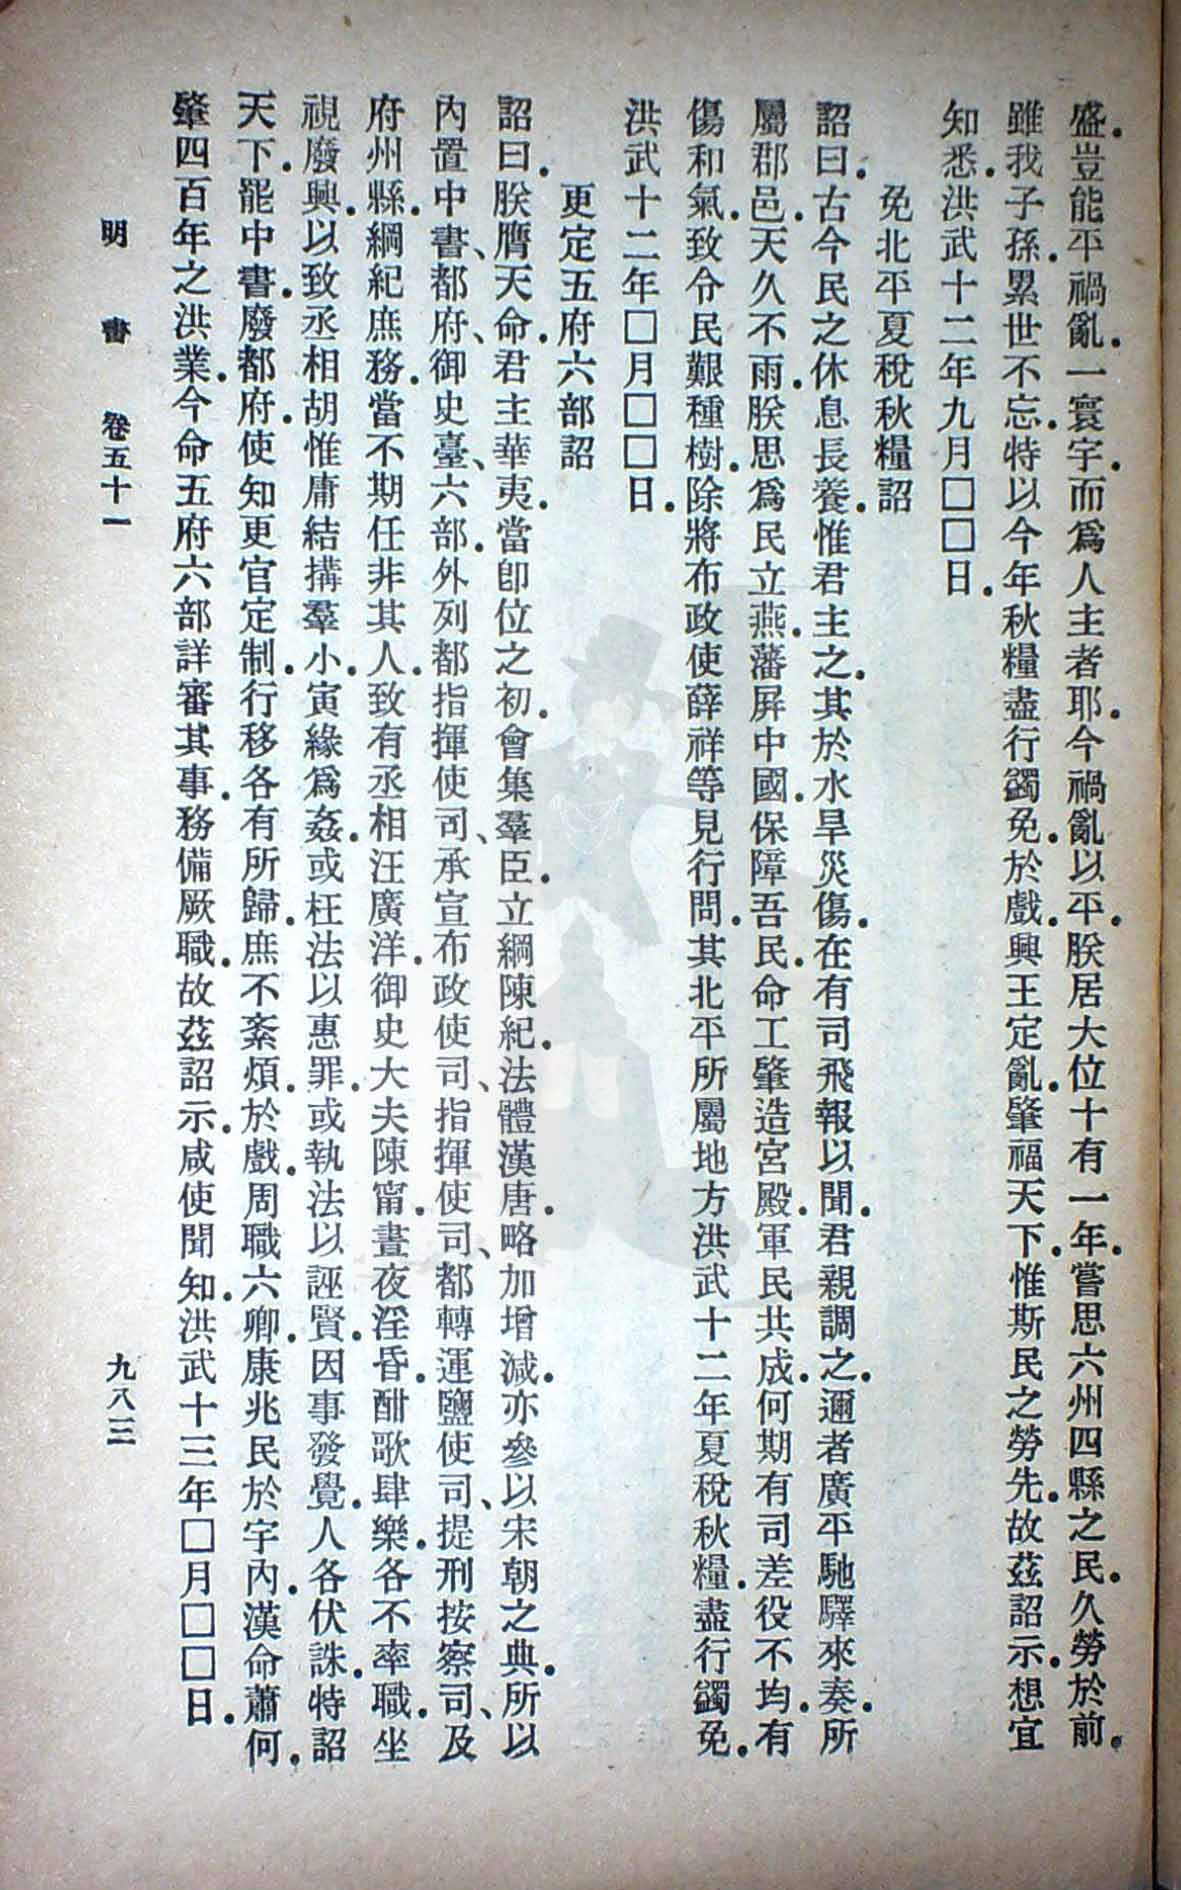 盛.豈能平禍亂.一寰宇.而爲人主者耶.今禍亂以平.朕居大位十有一年.嘗思六州四縣之民.久勞於前.
雖我子孫.累世不忘.特以今年秋糧盡行蠲免.於戲.興王定亂.肇福天下.惟斯民之勞先.故茲詔示.想宜
知悉.洪武十二年九月□□日.
免北平夏稅秋糧詔
詔曰.古今民之休息長養.惟君主之.其於水旱災傷.在有司飛報以聞.君親調之.邇者廣平馳驛來奏.所
屬郡邑.天久不雨.朕思爲民立燕.藩屏中國.保障吾民.命工肇造宮殿.軍民共成.何期有司差役不均.有
傷和氣.致令民艱種樹.除將布政使薛祥等見行問.其北平所屬地方洪武十二年夏稅秋糧.盡行蠲免.
洪武十二年□月□□日.
更定五府六部詔
詔曰.朕膺天命.君主華夷.當卽位之初.會集羣臣.立綱陳紀.法體漢唐.略加增減.亦參以宋朝之典.所以
內置中書、都府、御史臺、六部.外列都指揮使司、承宣布政使司、指揮使司、都轉運鹽使司、提刑按察司、及
府州縣.綱紀庶務.當不期任非其人.致有丞相汪廣洋.御史大夫陳甯.晝夜淫昏.酣歌肆樂.各不率職.坐
視廢興.以致丞相胡惟庸結搆羣小.寅緣爲姦.或枉法以惠罪.或執法以誣賢.因事發覺.人各伏誅.特詔
天下.罷中書.廢都府.使知更官定制.行移各有所歸.庶不紊煩.於戲.周職六卿.康兆民於宇內.漢命蕭何.
肇四百年之洪業.今命五府六部詳審其事.務備厥職.故茲詔示.咸使聞知.洪武十三年□月□□日.
明書 卷五十一 九八三